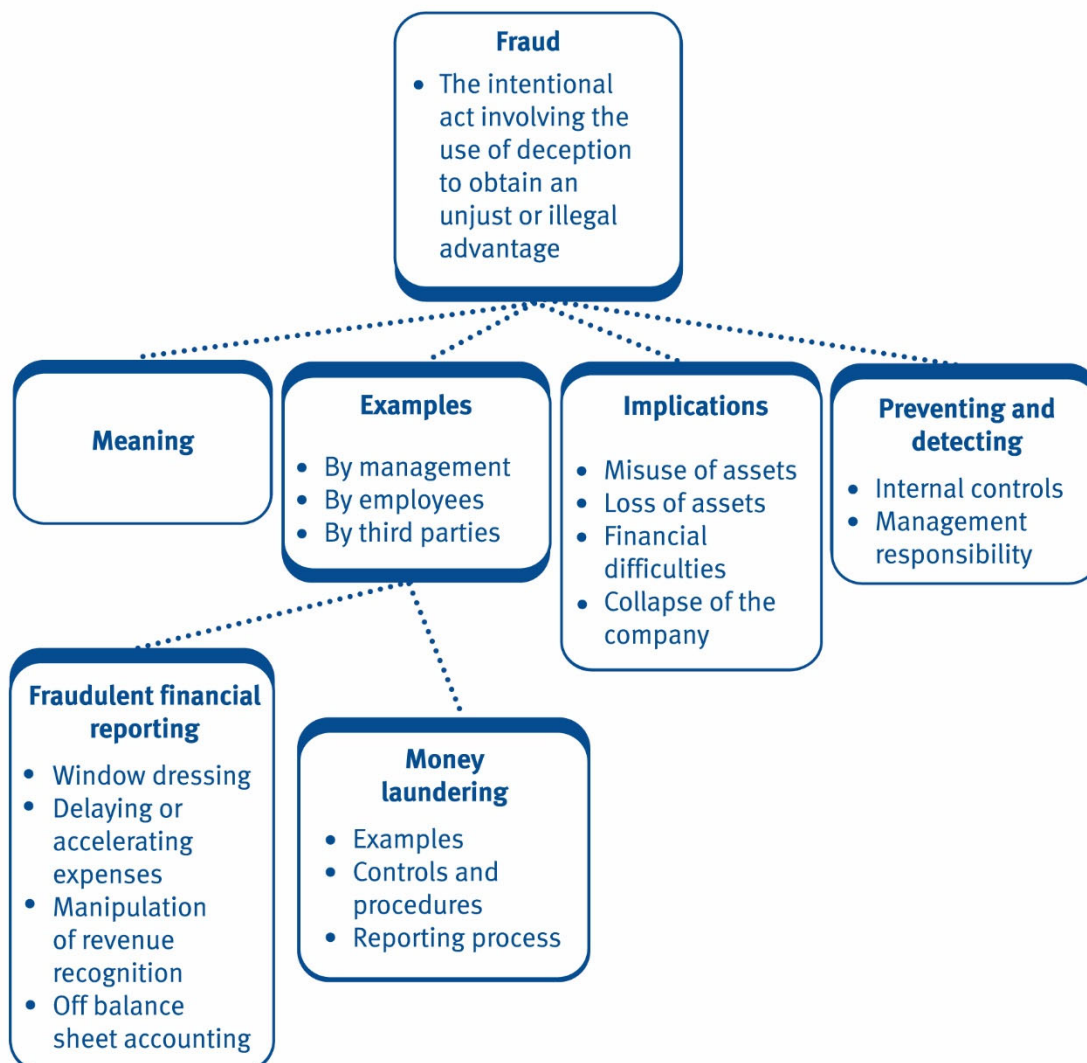 Fraud
• The intentional
act involving the
use of deception
to obtain an
unjust or illegal
advantage
Meaning
Examples
• By management
• By employees
• By third parties
Implications
• Misuse of assets
• Loss of assets
• Financial
difficulties
• Collapse of the
company
Preventing and
detecting
• Internal controls
• Management
responsibility
Fraudulent financial
reporting
• Window dressing
• Delaying or
accelerating
expenses
• Manipulation
of revenue
recognition
• Off balance
sheet accounting
Money
laundering
• Examples
• Controls and
procedures
• Reporting process